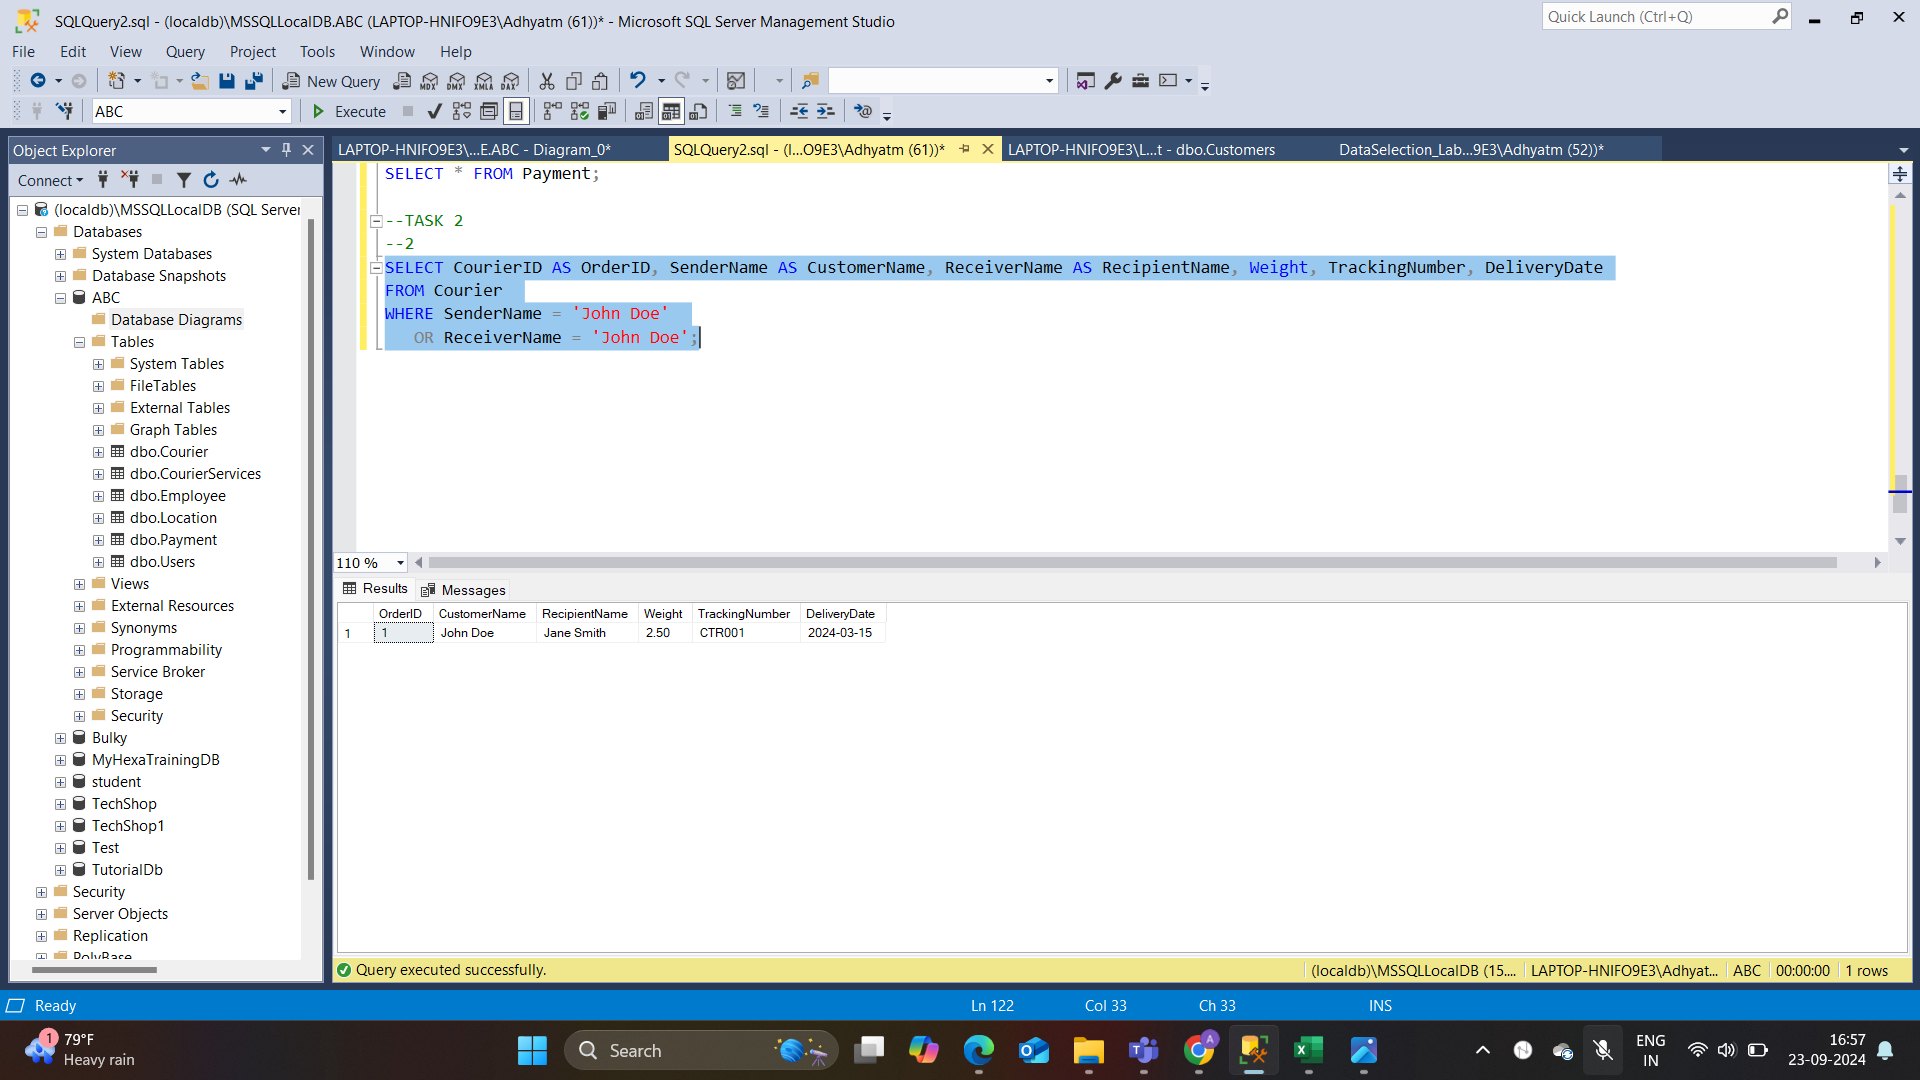 SQLQuery2.sql - (localdb)\MSSQLLocalDB.ABC (LAPTOP-HNIFO9E3\Adhyatm (61))* - Microsoft SQL Server Management Studio
Quick Launch (Ctrl+Q)
File Edit View Query Project Tools Window Help
New Query
MDX DMX XMLA DAX
ABC
Execute
Object Explorer
LAPTOP-HNIFO9E3\...E.ABC - Diagram_0*
SQLQuery2.sql - (l...O9E3\Adhyatm (61))*
LAPTOP-HNIFO9E3\L...t - dbo.Customers
DataSelection_Lab...9E3\Adhyatm (52))*
Connect
(localdb)\MSSQLLocalDB (SQL Server
Databases
System Databases
Database Snapshots
ABC
Database Diagrams
Tables
System Tables
FileTables
External Tables
Graph Tables
dbo.Courier
dbo.CourierServices
dbo.Employee
dbo.Location
dbo.Payment
dbo.Users
Views
External Resources
Synonyms
Programmability
Service Broker
Storage
Security
Bulky
MyHexaTrainingDB
student
TechShop
TechShop1
Test
TutorialDb
Security
Server Objects
Replication
PolyBase
SELECT * FROM Payment;
--TASK 2
--2
SELECT CourierID AS OrderID, SenderName AS CustomerName, ReceiverName AS RecipientName, Weight, TrackingNumber, DeliveryDate
FROM Courier
WHERE SenderName = 'John Doe'
OR ReceiverName = 'John Doe';
110 %
Results Messages
OrderID CustomerName RecipientName Weight TrackingNumber DeliveryDate
1 1 John Doe Jane Smith 2.50 CTR001 2024-03-15
Query executed successfully.
(localdb)\MSSQLLocalDB (15.... LAPTOP-HNIFO9E3\Adhyat... ABC 00:00:00 1 rows
Ready Ln 122 Col 33 Ch 33 INS
1
79°F
Heavy rain
Search
A
ENG
IN
16:57
23-09-2024